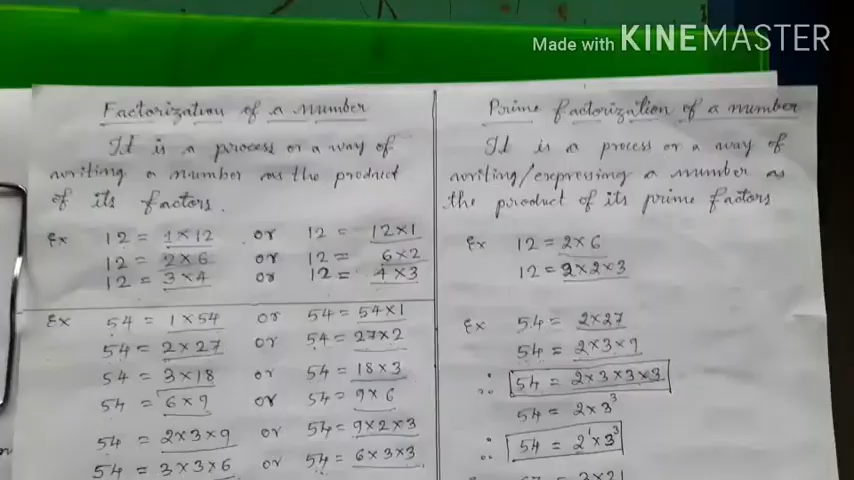 Made with KINEMASTER
Factorization of a number
It is a process or a way of
writing a number as the product
of its factors.
Ex 12 = 1×12 or 12 = 12×1
12 = 2×6 or 12 = 6×2
12 = 3×4 or 12 = 4×3
Ex 54 = 1×54 or 54 = 54×1
54 = 2×27 or 54 = 27×2
54 = 3×18 or 54 = 18×3
54 = 6×9 or 54 = 9×6
54 = 2×3×9 or 54 = 9×2×3
54 = 3×3×6 or 54 = 6×3×3
Prime factorization of a number
It is a process or a way of
writing/expressing a number as
the product of its prime factors
Ex 12 = 2×6
12 = 2×2×3
Ex 54 = 2×27
54 = 2×3×9
∴ 54 = 2×3×3×3
54 = 2×3³
∴ 54 = 2¹×3³